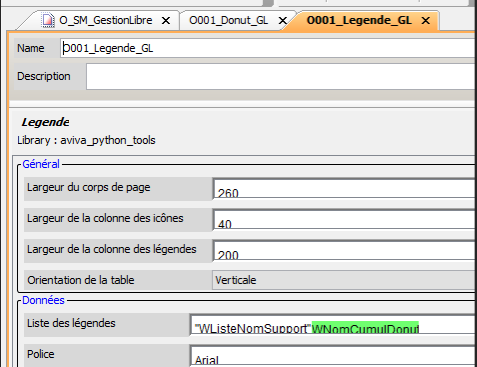 O_SM_GestionLibre
O001_Donut_GL
O001_Legende_GL
Name
O001_Legende_GL
Description
Legende
Library : aviva_python_tools
Général
Largeur du corps de page
260
Largeur de la colonne des icônes
40
Largeur de la colonne des légendes
200
Orientation de la table
Verticale
Données
Liste des légendes
"WListeNomSupport"WNomCumulDonut
Police
Arial